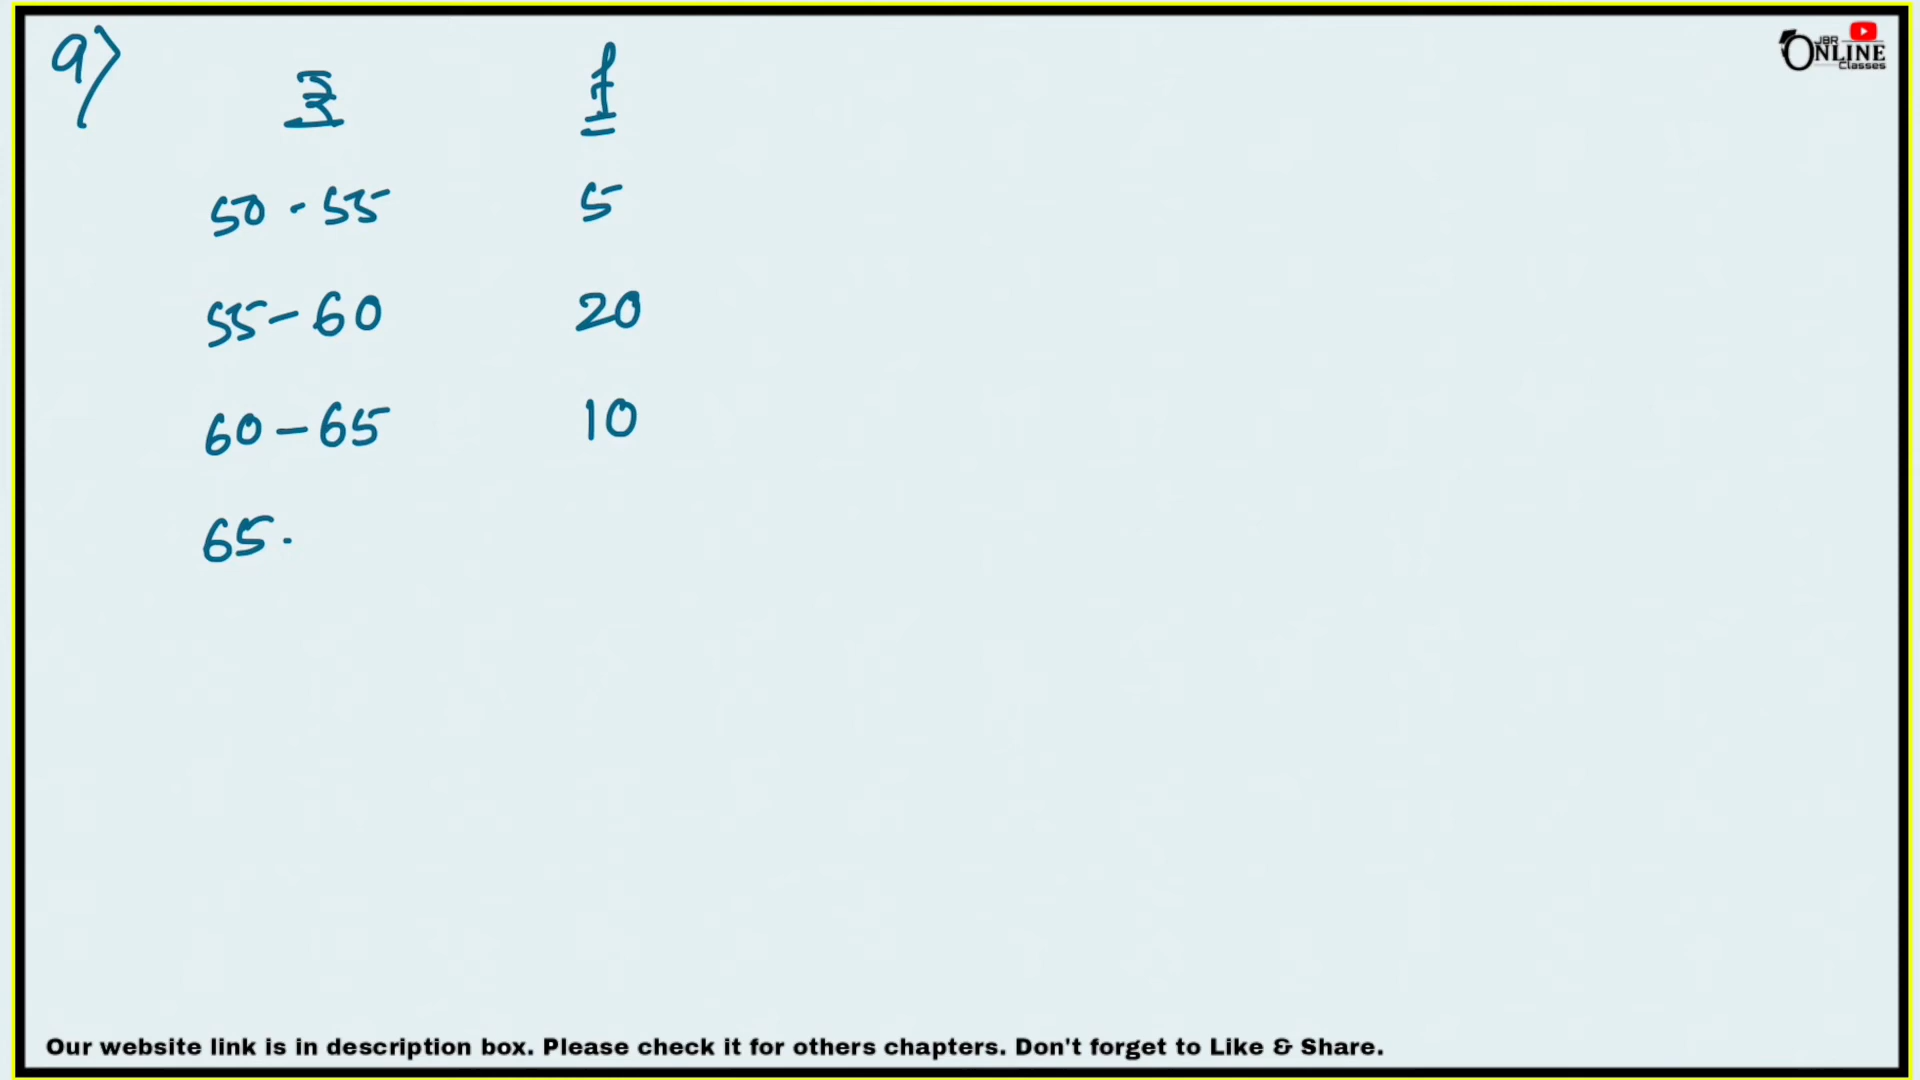 9)
f
50 - 55 5
55 - 60 20
60 - 65 10
65 -
JBR
ONLINE
Classes
Our website link is in description box. Please check it for others chapters. Don't forget to Like & Share.